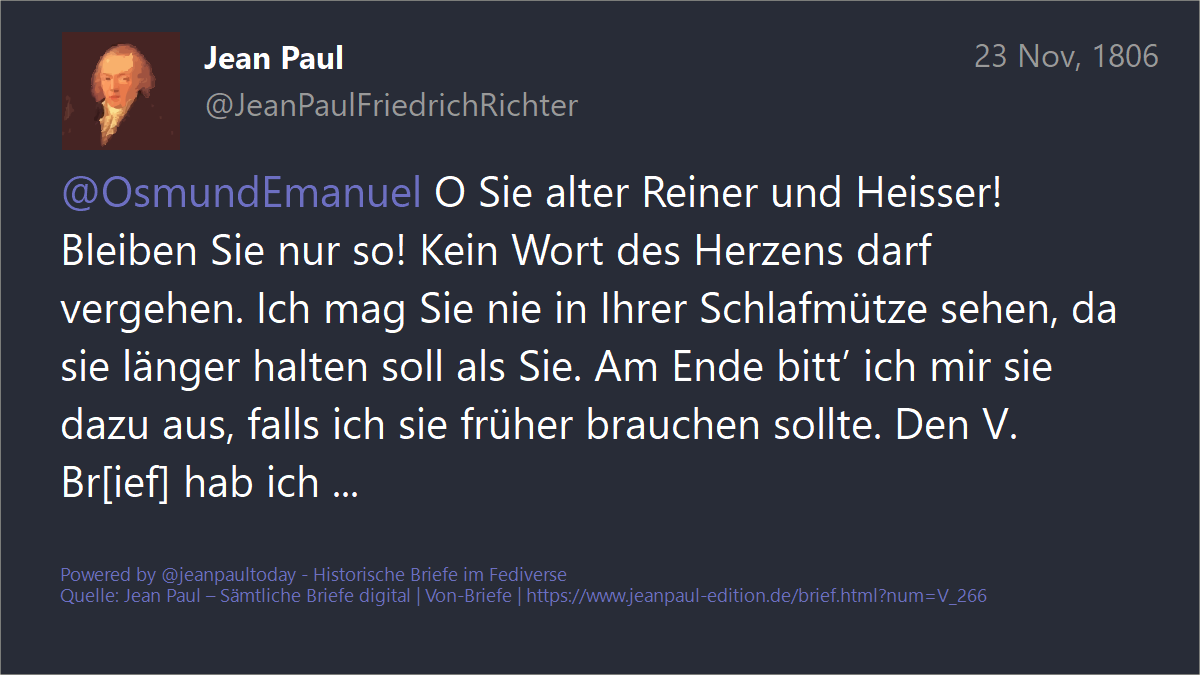 Jean Paul
23 Nov, 1806
@JeanPaulFriedrichRichter
@OsmundEmanuel O Sie alter Reiner und Heisser!
Bleiben Sie nur so! Kein Wort des Herzens darf
vergehen. Ich mag Sie nie in Ihrer Schlafmütze sehen, da
sie länger halten soll als Sie. Am Ende bitt’ ich mir sie
dazu aus, falls ich sie früher brauchen sollte. Den V.
Br[ief] hab ich ...
Powered by @jeanpaultoday - Historische Briefe im Fediverse
Quelle: Jean Paul – Sämtliche Briefe digital | Von-Briefe | https://www.jeanpaul-edition.de/brief.html?num=V_266